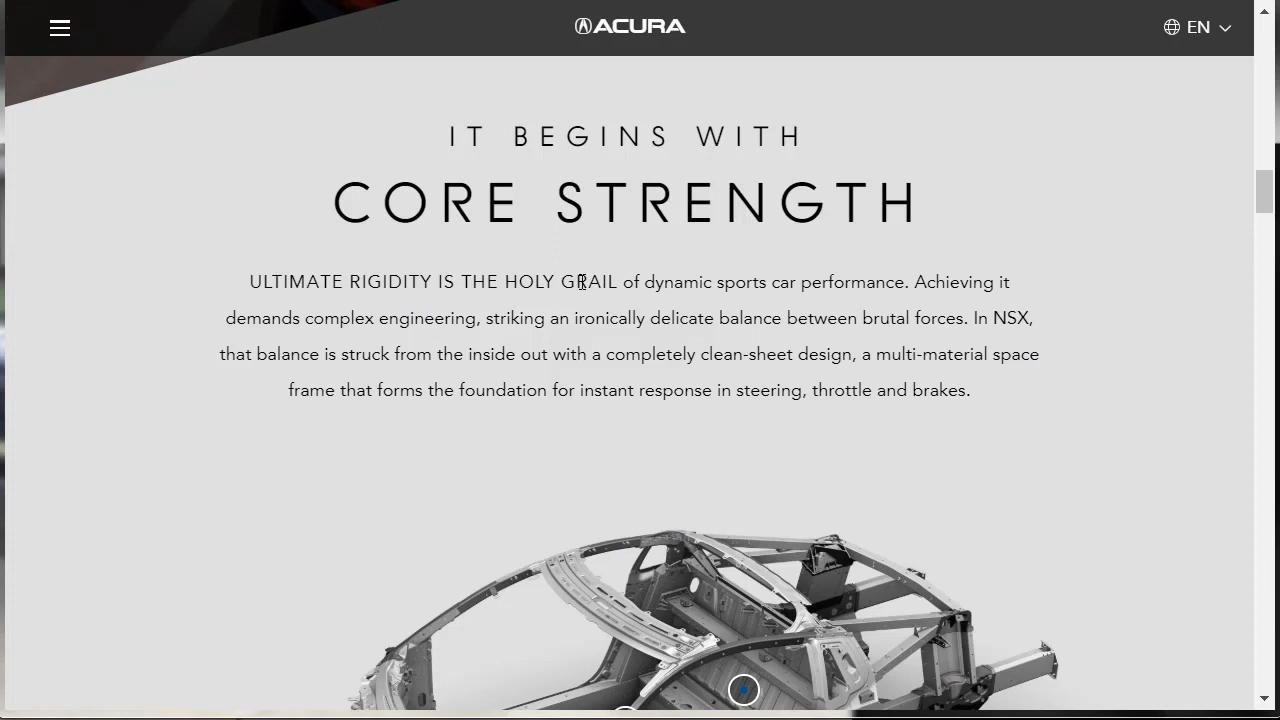 ACURA
EN
IT BEGINS WITH
CORE STRENGTH
ULTIMATE RIGIDITY IS THE HOLY GRAIL of dynamic sports car performance. Achieving it
demands complex engineering, striking an ironically delicate balance between brutal forces. In NSX,
that balance is struck from the inside out with a completely clean-sheet design, a multi-material space
frame that forms the foundation for instant response in steering, throttle and brakes.